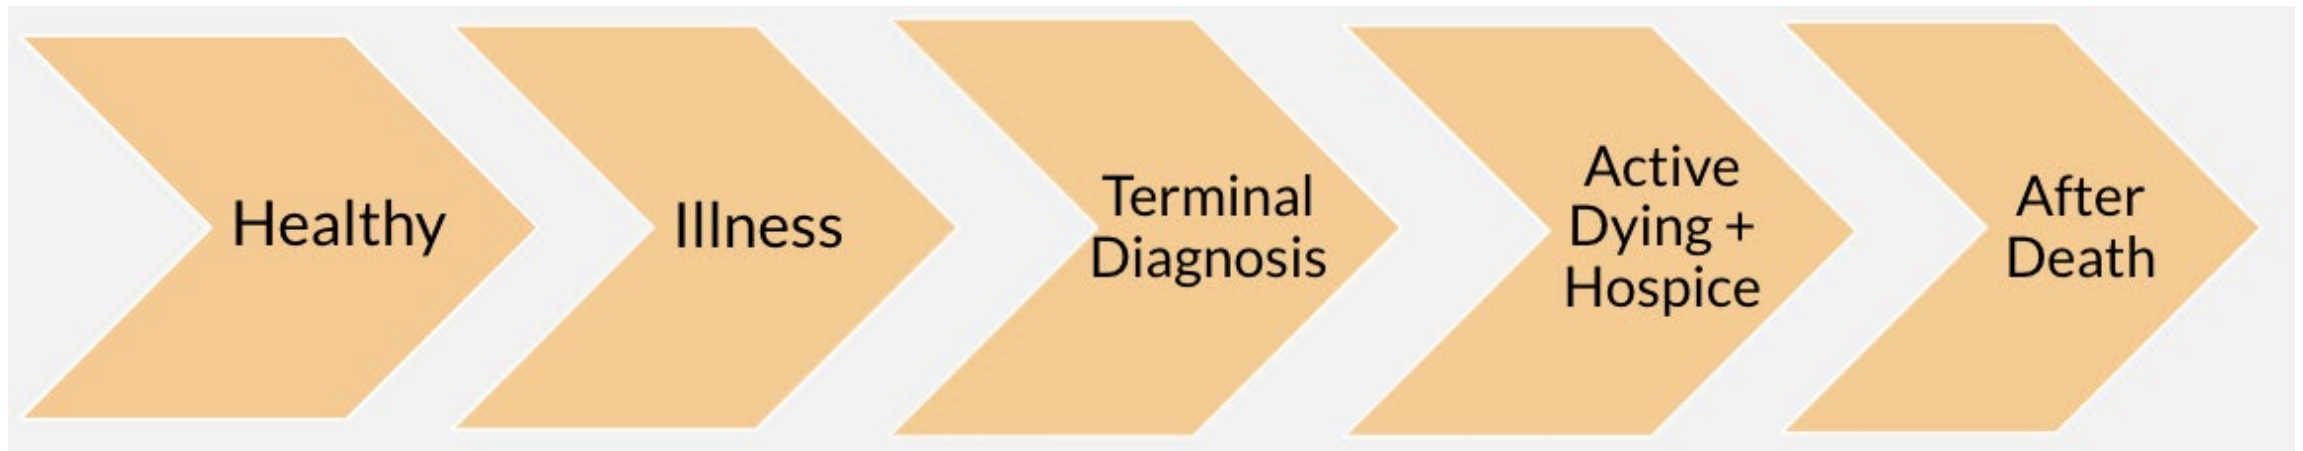 Healthy
Illness
Terminal
Diagnosis
Active
Dying +
Hospice
After
Death